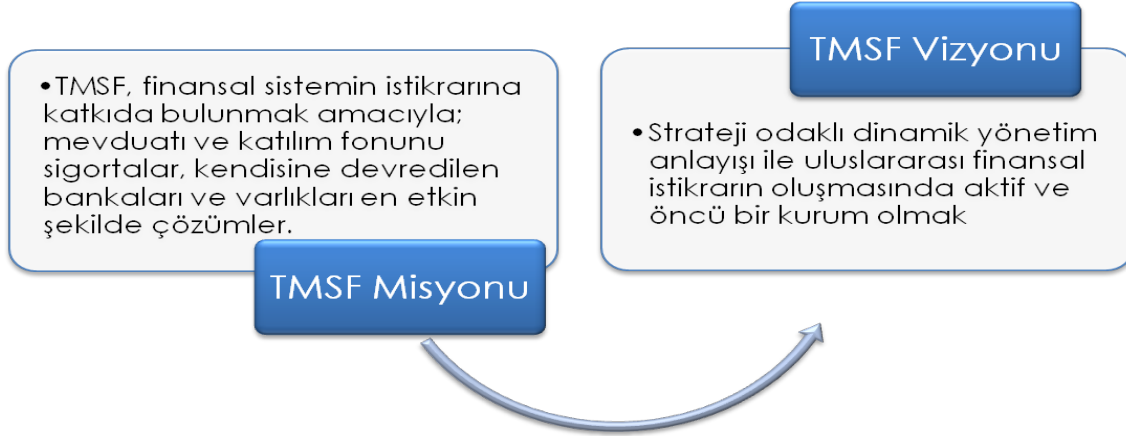 •TMSF, finansal sistemin istikrarına
katkıda bulunmak amacıyla;
mevduatı ve katılım fonunu
sigortalar, kendisine devredilen
bankaları ve varlıkları en etkin
şekilde çözümler.
TMSF Misyonu
TMSF Vizyonu
•Strateji odaklı dinamik yönetim
anlayışı ile uluslararası finansal
istikrarın oluşmasında aktif ve
öncü bir kurum olmak